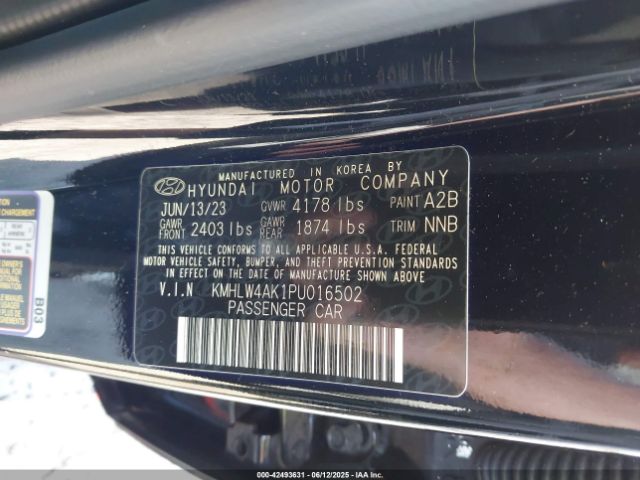 MANUFACTURED IN KOREA BY
HYUNDAI MOTOR COMPANY
JUN/13/23 GVWR 4178 lbs PAINT A2B
GAWR FRONT 2403 lbs GAWR REAR 1874 lbs TRIM NNB
THIS VEHICLE CONFORMS TO ALL APPLICABLE U.S.A. FEDERAL
MOTOR VEHICLE SAFETY, BUMPER, AND THEFT PREVENTION STANDARDS
IN EFFECT ON THE DATE OF MANUFACTURE SHOWN ABOVE.
V.I.N KMHLW4AK1PU016502
PASSENGER CAR
B03
000-42493631 - 06/12/2025 - IAAI